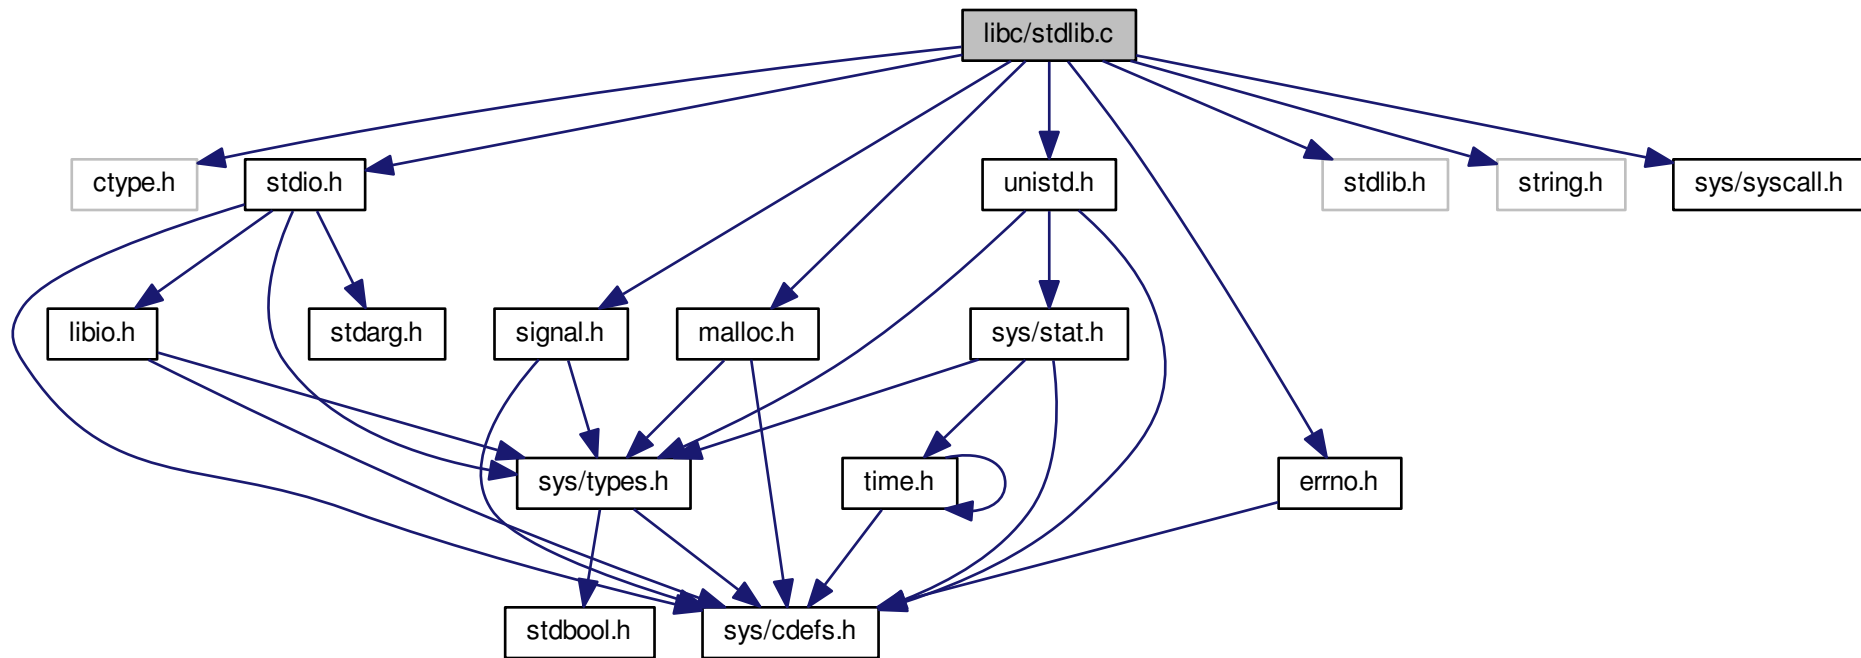 libc/stdlib.c
ctype.h
stdio.h
unistd.h
stdlib.h
string.h
sys/syscall.h
libio.h
stdarg.h
signal.h
malloc.h
sys/stat.h
sys/types.h
time.h
errno.h
stdbool.h
sys/cdefs.h